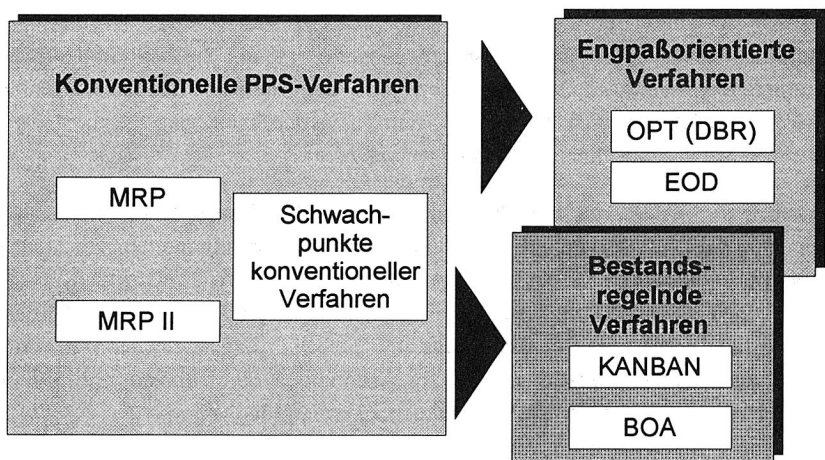 Konventionelle PPS-Verfahren
MRP
Schwach-
punkte
konventioneller
Verfahren
MRP II
Engpaßorientierte
Verfahren
OPT (DBR)
EOD
Bestands-
regelnde
Verfahren
KANBAN
BOA